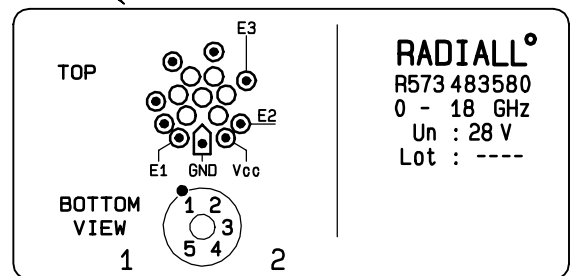 E3
TOP
E2
E1 GND Vcc
BOTTOM
VIEW
1 2
3
5 4
1 2
RADIALL°
R573 483580
0 - 18 GHz
Un : 28 V
Lot : ----